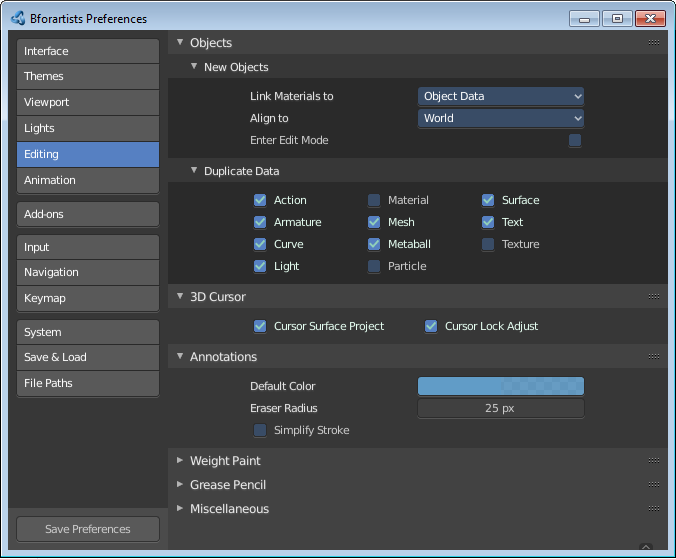 Bforartists Preferences
Interface
Themes
Viewport
Lights
Editing
Animation
Add-ons
Input
Navigation
Keymap
System
Save & Load
File Paths
Save Preferences
Objects
New Objects
Link Materials to Object Data
Align to World
Enter Edit Mode
Duplicate Data
Action Material Surface
Armature Mesh Text
Curve Metaball Texture
Light Particle
3D Cursor
Cursor Surface Project Cursor Lock Adjust
Annotations
Default Color
Eraser Radius 25 px
Simplify Stroke
Weight Paint
Grease Pencil
Miscellaneous